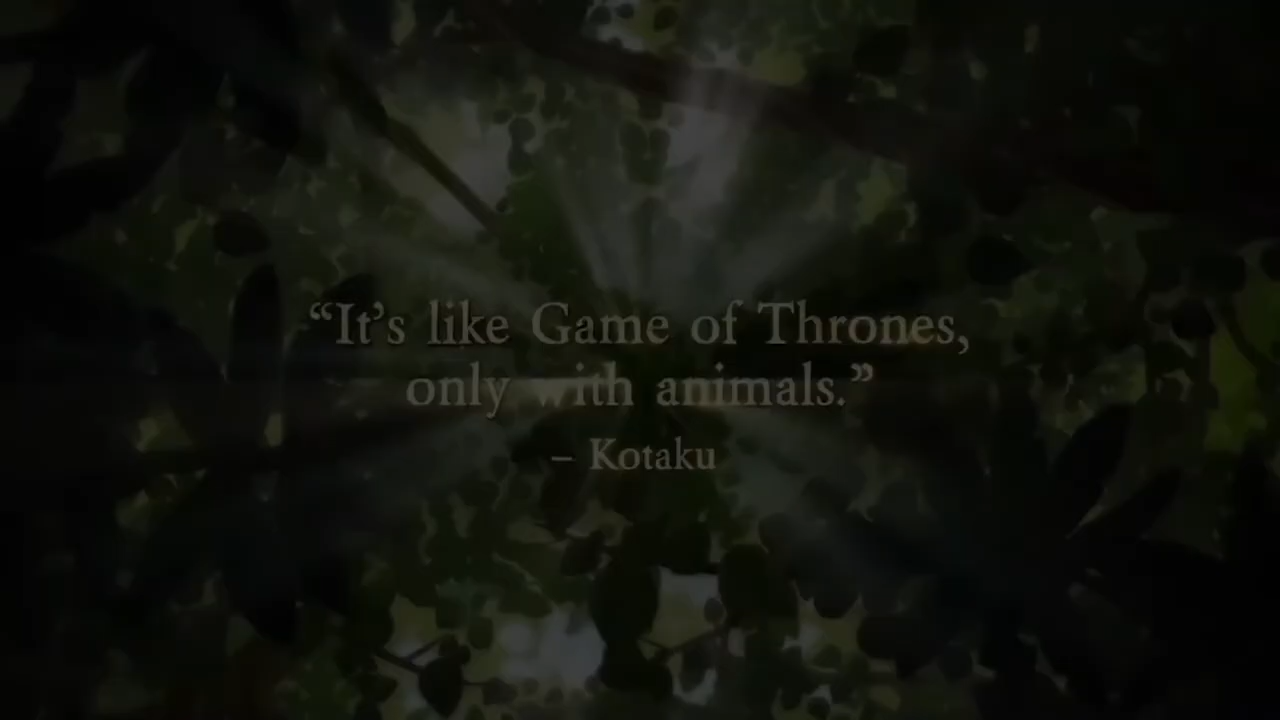 “It’s like Game of Thrones,
only with animals.”
– Kotaku